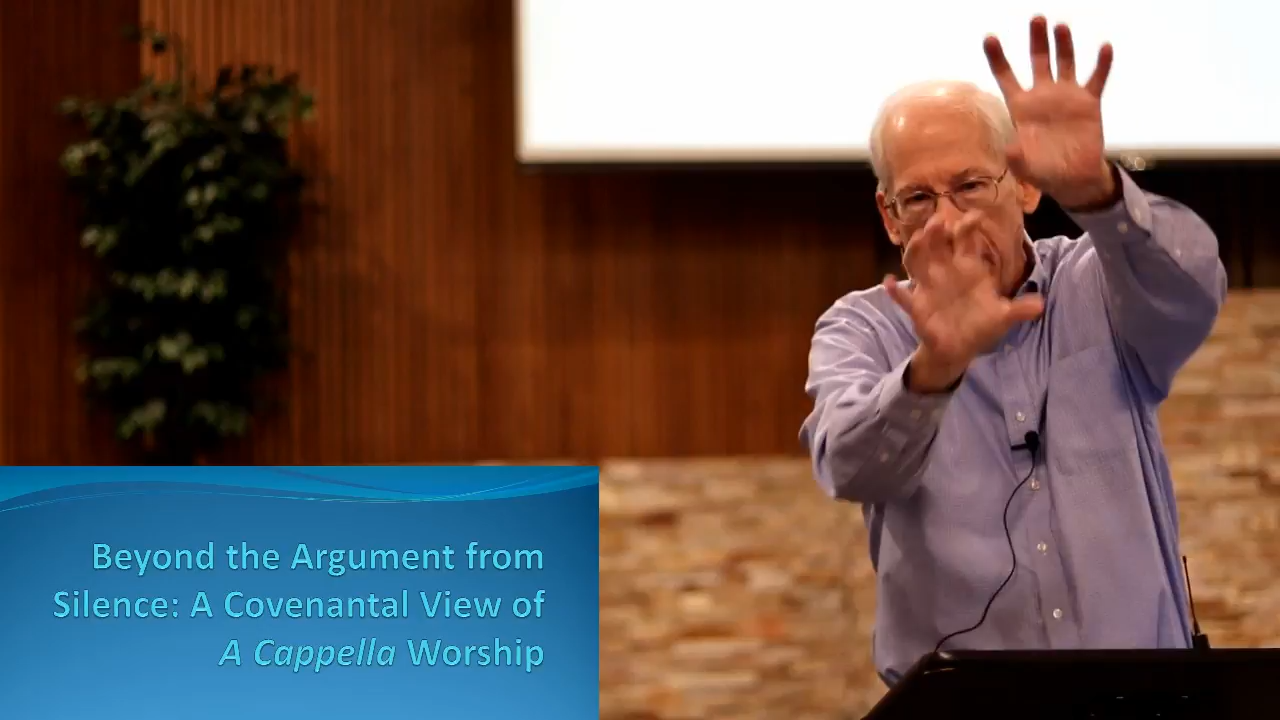 Beyond the Argument from
Silence: A Covenantal View of
A Cappella Worship